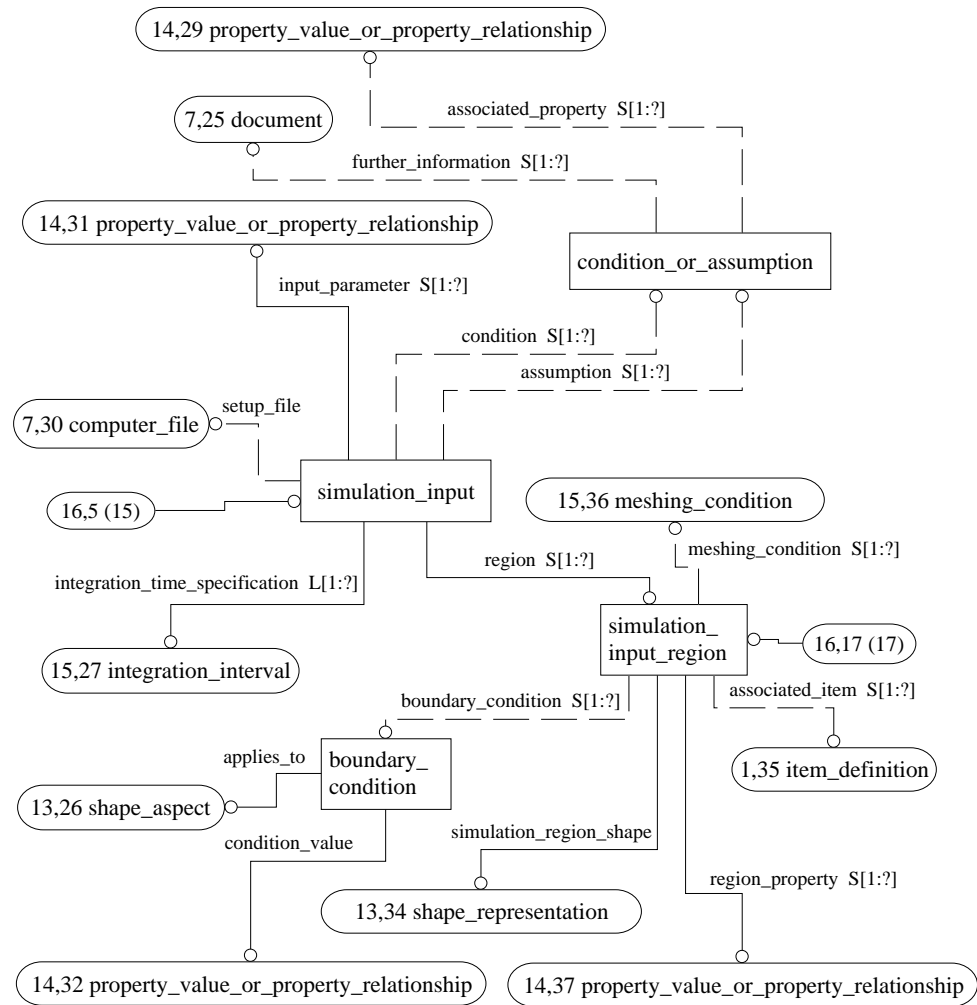 14,29 property_value_or_property_relationship
associated_property S[1:?]
7,25 document
further_information S[1:?]
14,31 property_value_or_property_relationship
condition_or_assumption
input_parameter S[1:?]
condition S[1:?]
assumption S[1:?]
setup_file
7,30 computer_file
simulation_input
16,5 (15)
15,36 meshing_condition
meshing_condition S[1:?]
region S[1:?]
integration_time_specification L[1:?]
simulation_
input_region
16,17 (17)
15,27 integration_interval
associated_item S[1:?]
boundary_condition S[1:?]
applies_to
boundary_
condition
1,35 item_definition
13,26 shape_aspect
simulation_region_shape
condition_value
region_property S[1:?]
13,34 shape_representation
14,32 property_value_or_property_relationship
14,37 property_value_or_property_relationship